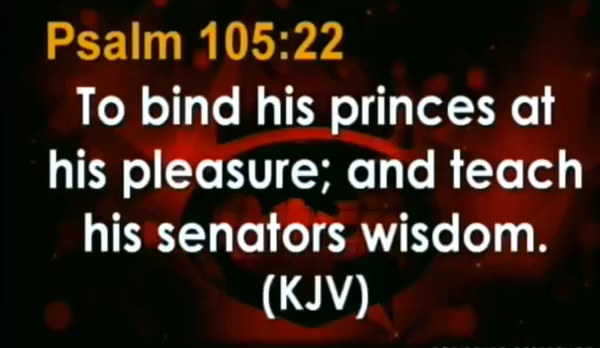 Psalm 105:22
To bind his princes at
his pleasure; and teach
his senators wisdom.
(KJV)